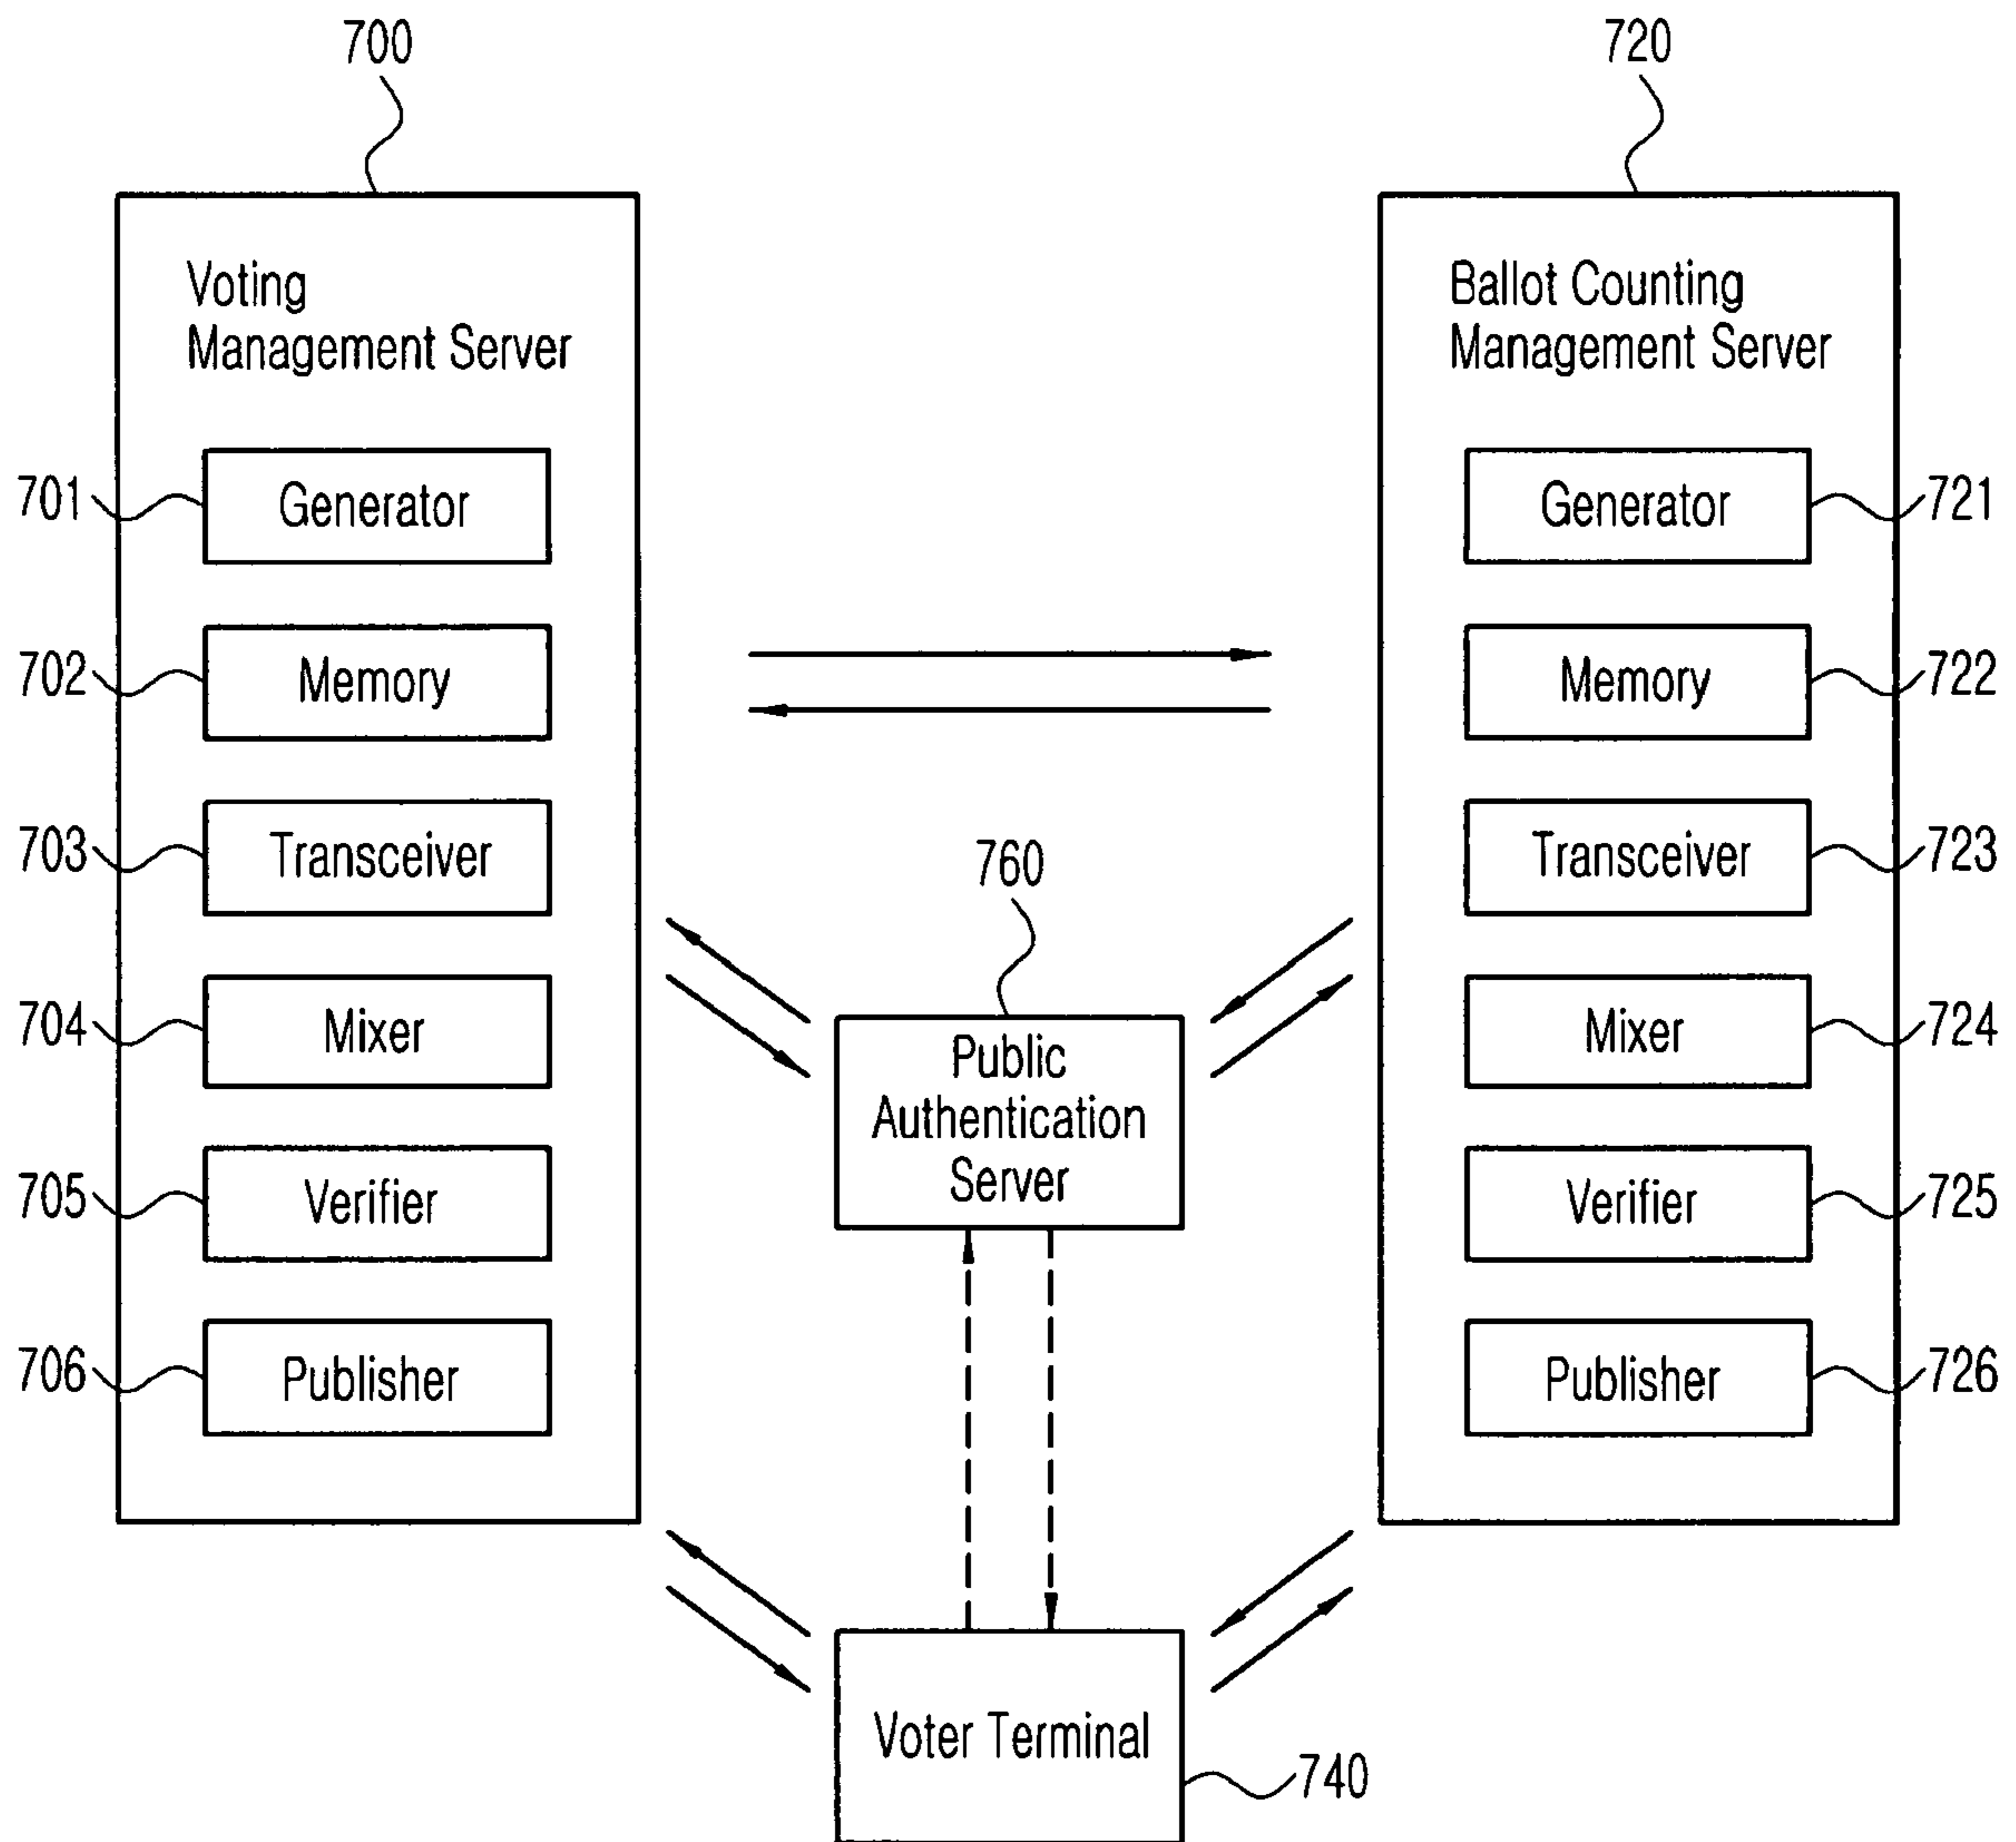 700
720
Voting
Management Server
Ballot Counting
Management Server
701
Generator
Generator
721
702
Memory
Memory
722
703
Transceiver
Transceiver
723
760
704
Mixer
Mixer
724
Public
Authentication
Server
705
Verifier
Verifier
725
706
Publisher
Publisher
726
Voter Terminal
740